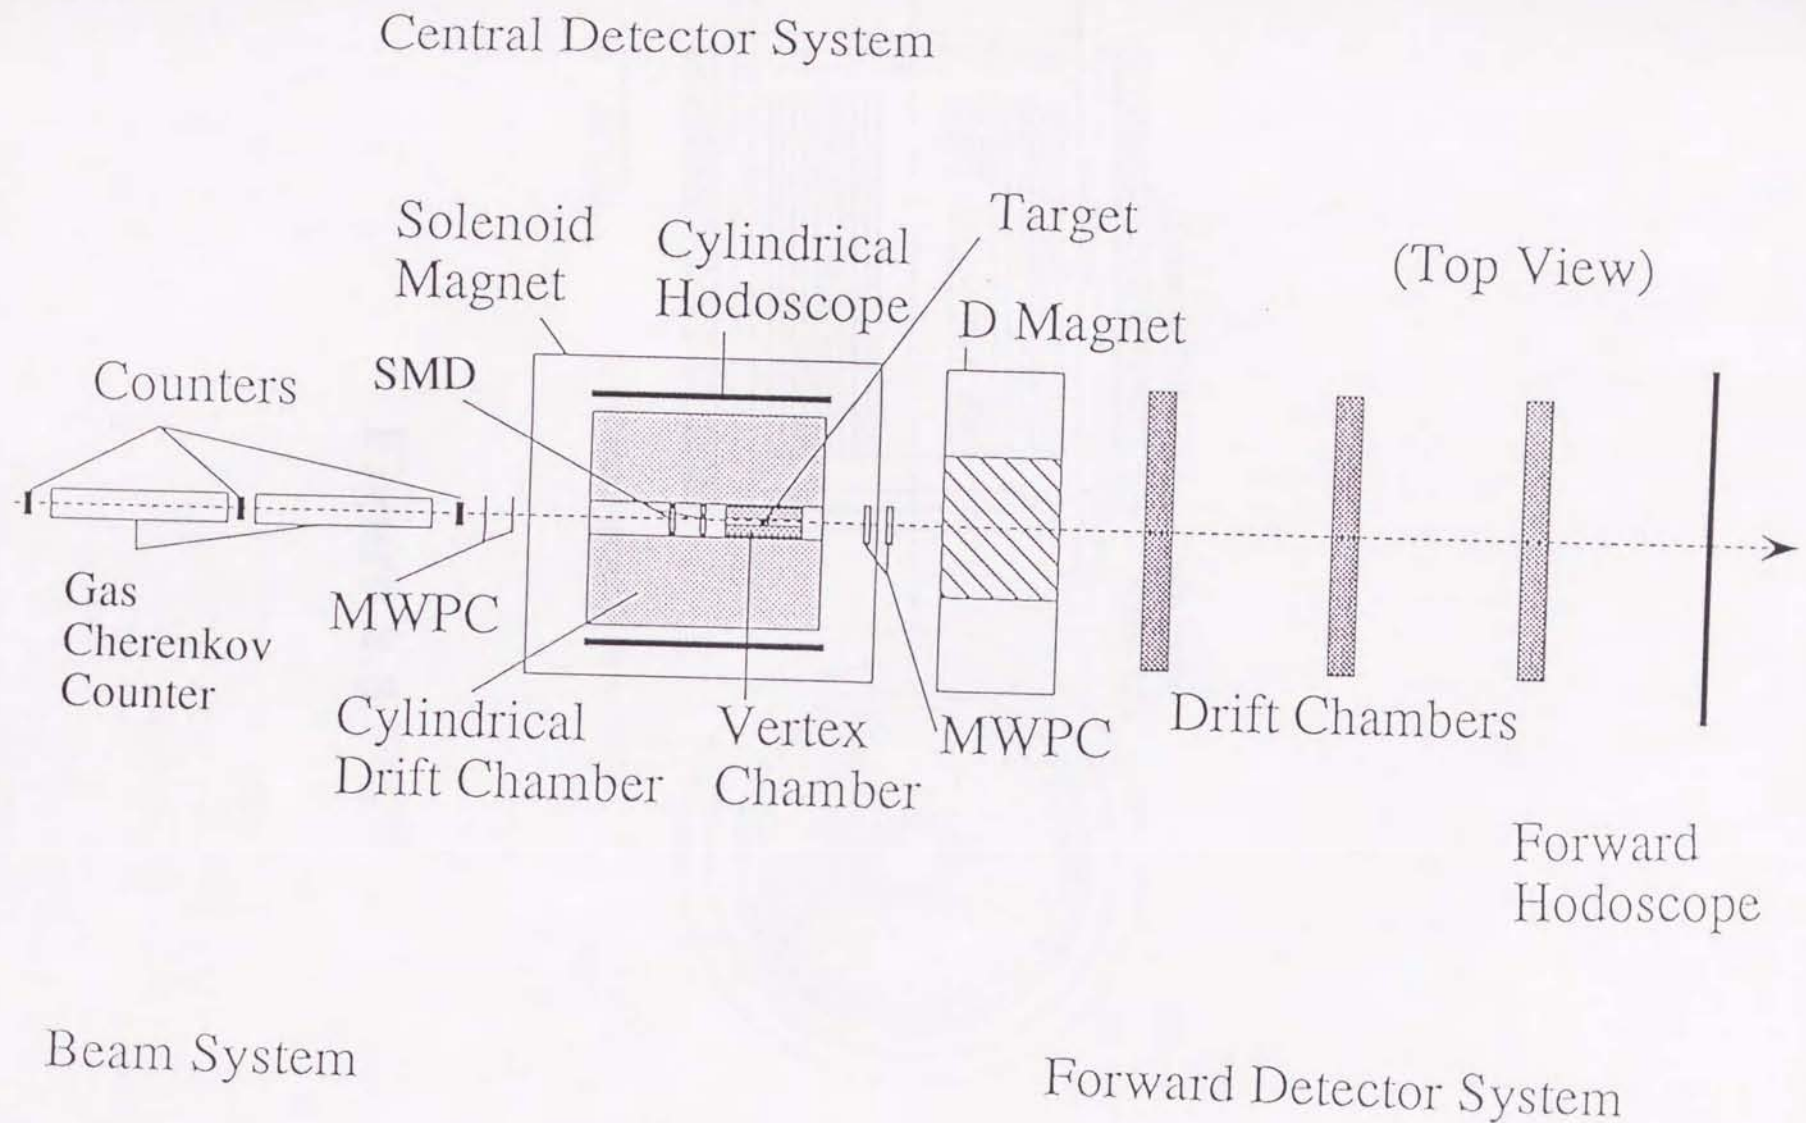 Central Detector System
Solenoid
Magnet
Cylindrical
Hodoscope
Target
(Top View)
D Magnet
Counters
SMD
Gas
Cherenkov
Counter
MWPC
Cylindrical
Drift Chamber
Vertex
Chamber
MWPC
Drift Chambers
Forward
Hodoscope
Beam System
Forward Detector System